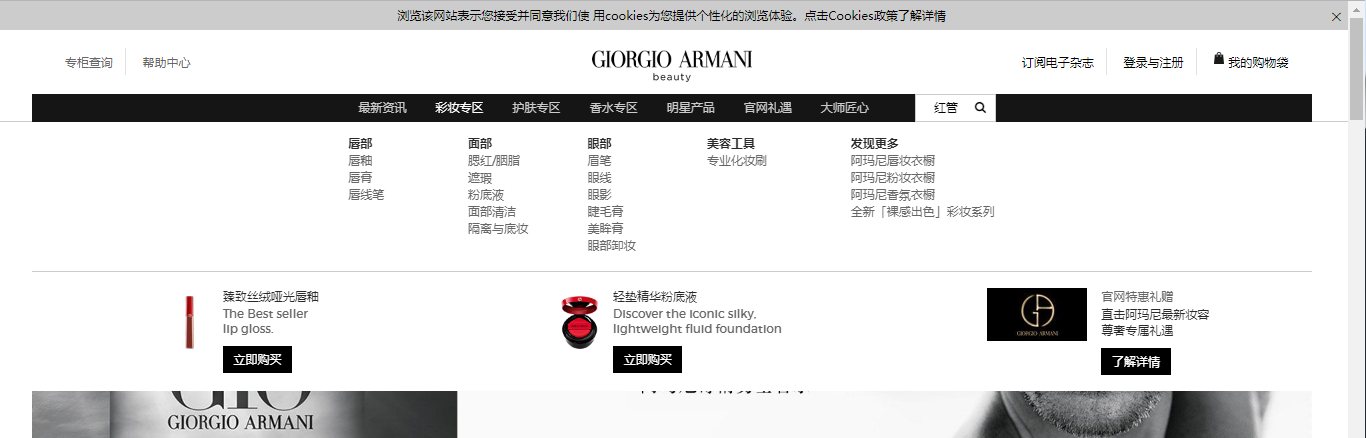 浏览该网站表示您接受并同意我们使 用cookies为您提供个性化的浏览体验。点击Cookies政策了解详情
专柜查询 帮助中心
GIORGIO ARMANI
beauty
订阅电子杂志 登录与注册 我的购物袋
最新资讯 彩妆专区 护肤专区 香水专区 明星产品 官网礼遇 大师匠心 红管
唇部
唇釉
唇膏
唇线笔
面部
腮红/胭脂
遮瑕
粉底液
面部清洁
隔离与底妆
眼部
眉笔
眼线
眼影
睫毛膏
美眸膏
眼部卸妆
美容工具
专业化妆刷
发现更多
阿玛尼唇妆衣橱
阿玛尼粉妆衣橱
阿玛尼香氛衣橱
全新「裸感出色」彩妆系列
臻致丝绒哑光唇釉
The Best seller
lip gloss.
立即购买
轻垫精华粉底液
Discover the iconic silky,
lightweight fluid foundation
立即购买
GIORGIO ARMANI
官网特惠礼赠
直击阿玛尼最新妆容
尊奢专属礼遇
了解详情
GIO
GIORGIO ARMANI